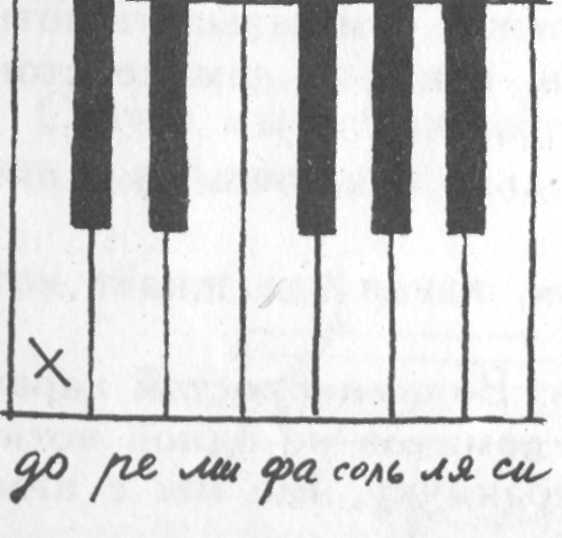 до ре ми фа соль ля си